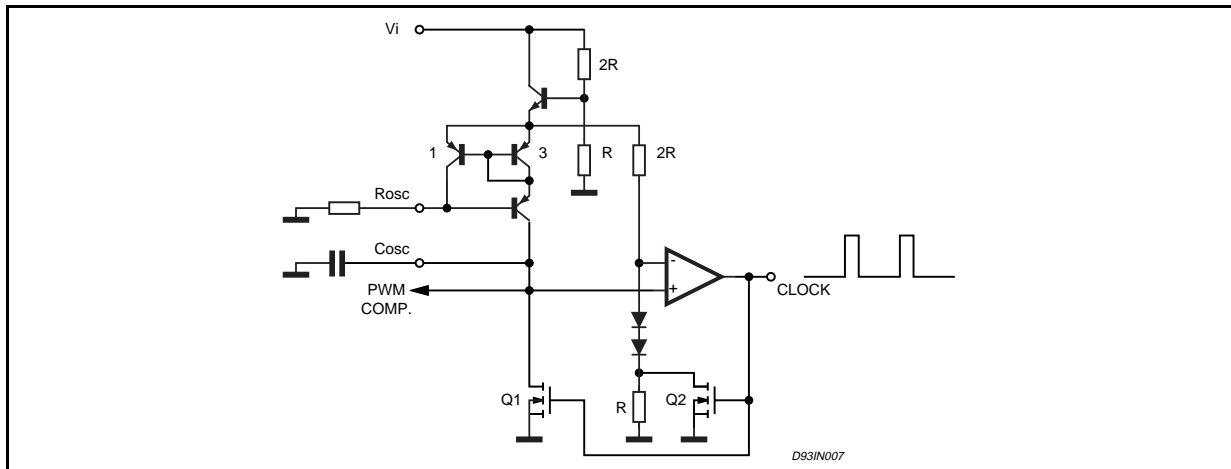 Vi
2R
1
3
R
2R
Rosc
Cosc
-
+
PWM
COMP.
CLOCK
Q1
R
Q2
D93IN007